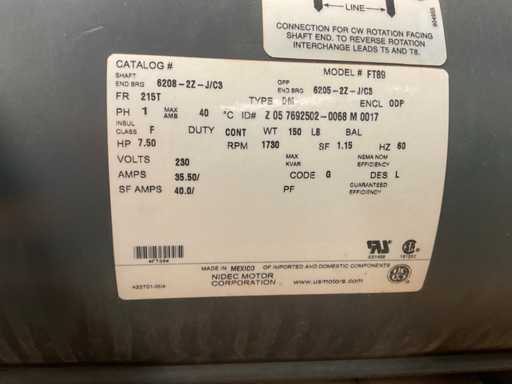 LINE
CONNECTION FOR CW ROTATION FACING
SHAFT END. TO REVERSE ROTATION
INTERCHANGE LEADS T5 AND T8.
904655
CATALOG # MODEL # FT89
SHAFT END BRG 6208-2Z-J/C3 OPP END BRG 6205-2Z-J/C3
FR 215T TYPE ENCL ODP
PH 1 MAX AMB 40 °C ID# Z 05 7692502-0068 M 0017
INSUL CLASS F DUTY CONT WT 150 LB BAL
HP 7.50 RPM 1730 SF 1.15 HZ 60
VOLTS 230 MAX KVAR NEMA NOM EFFICIENCY
AMPS 35.50/ CODE G DES L
SF AMPS 40.0/ PF GUARANTEED EFFICIENCY
MADE IN MEXICO OF IMPORTED AND DOMESTIC COMPONENTS
NIDEC MOTOR
CORPORATION www.usmotors.com